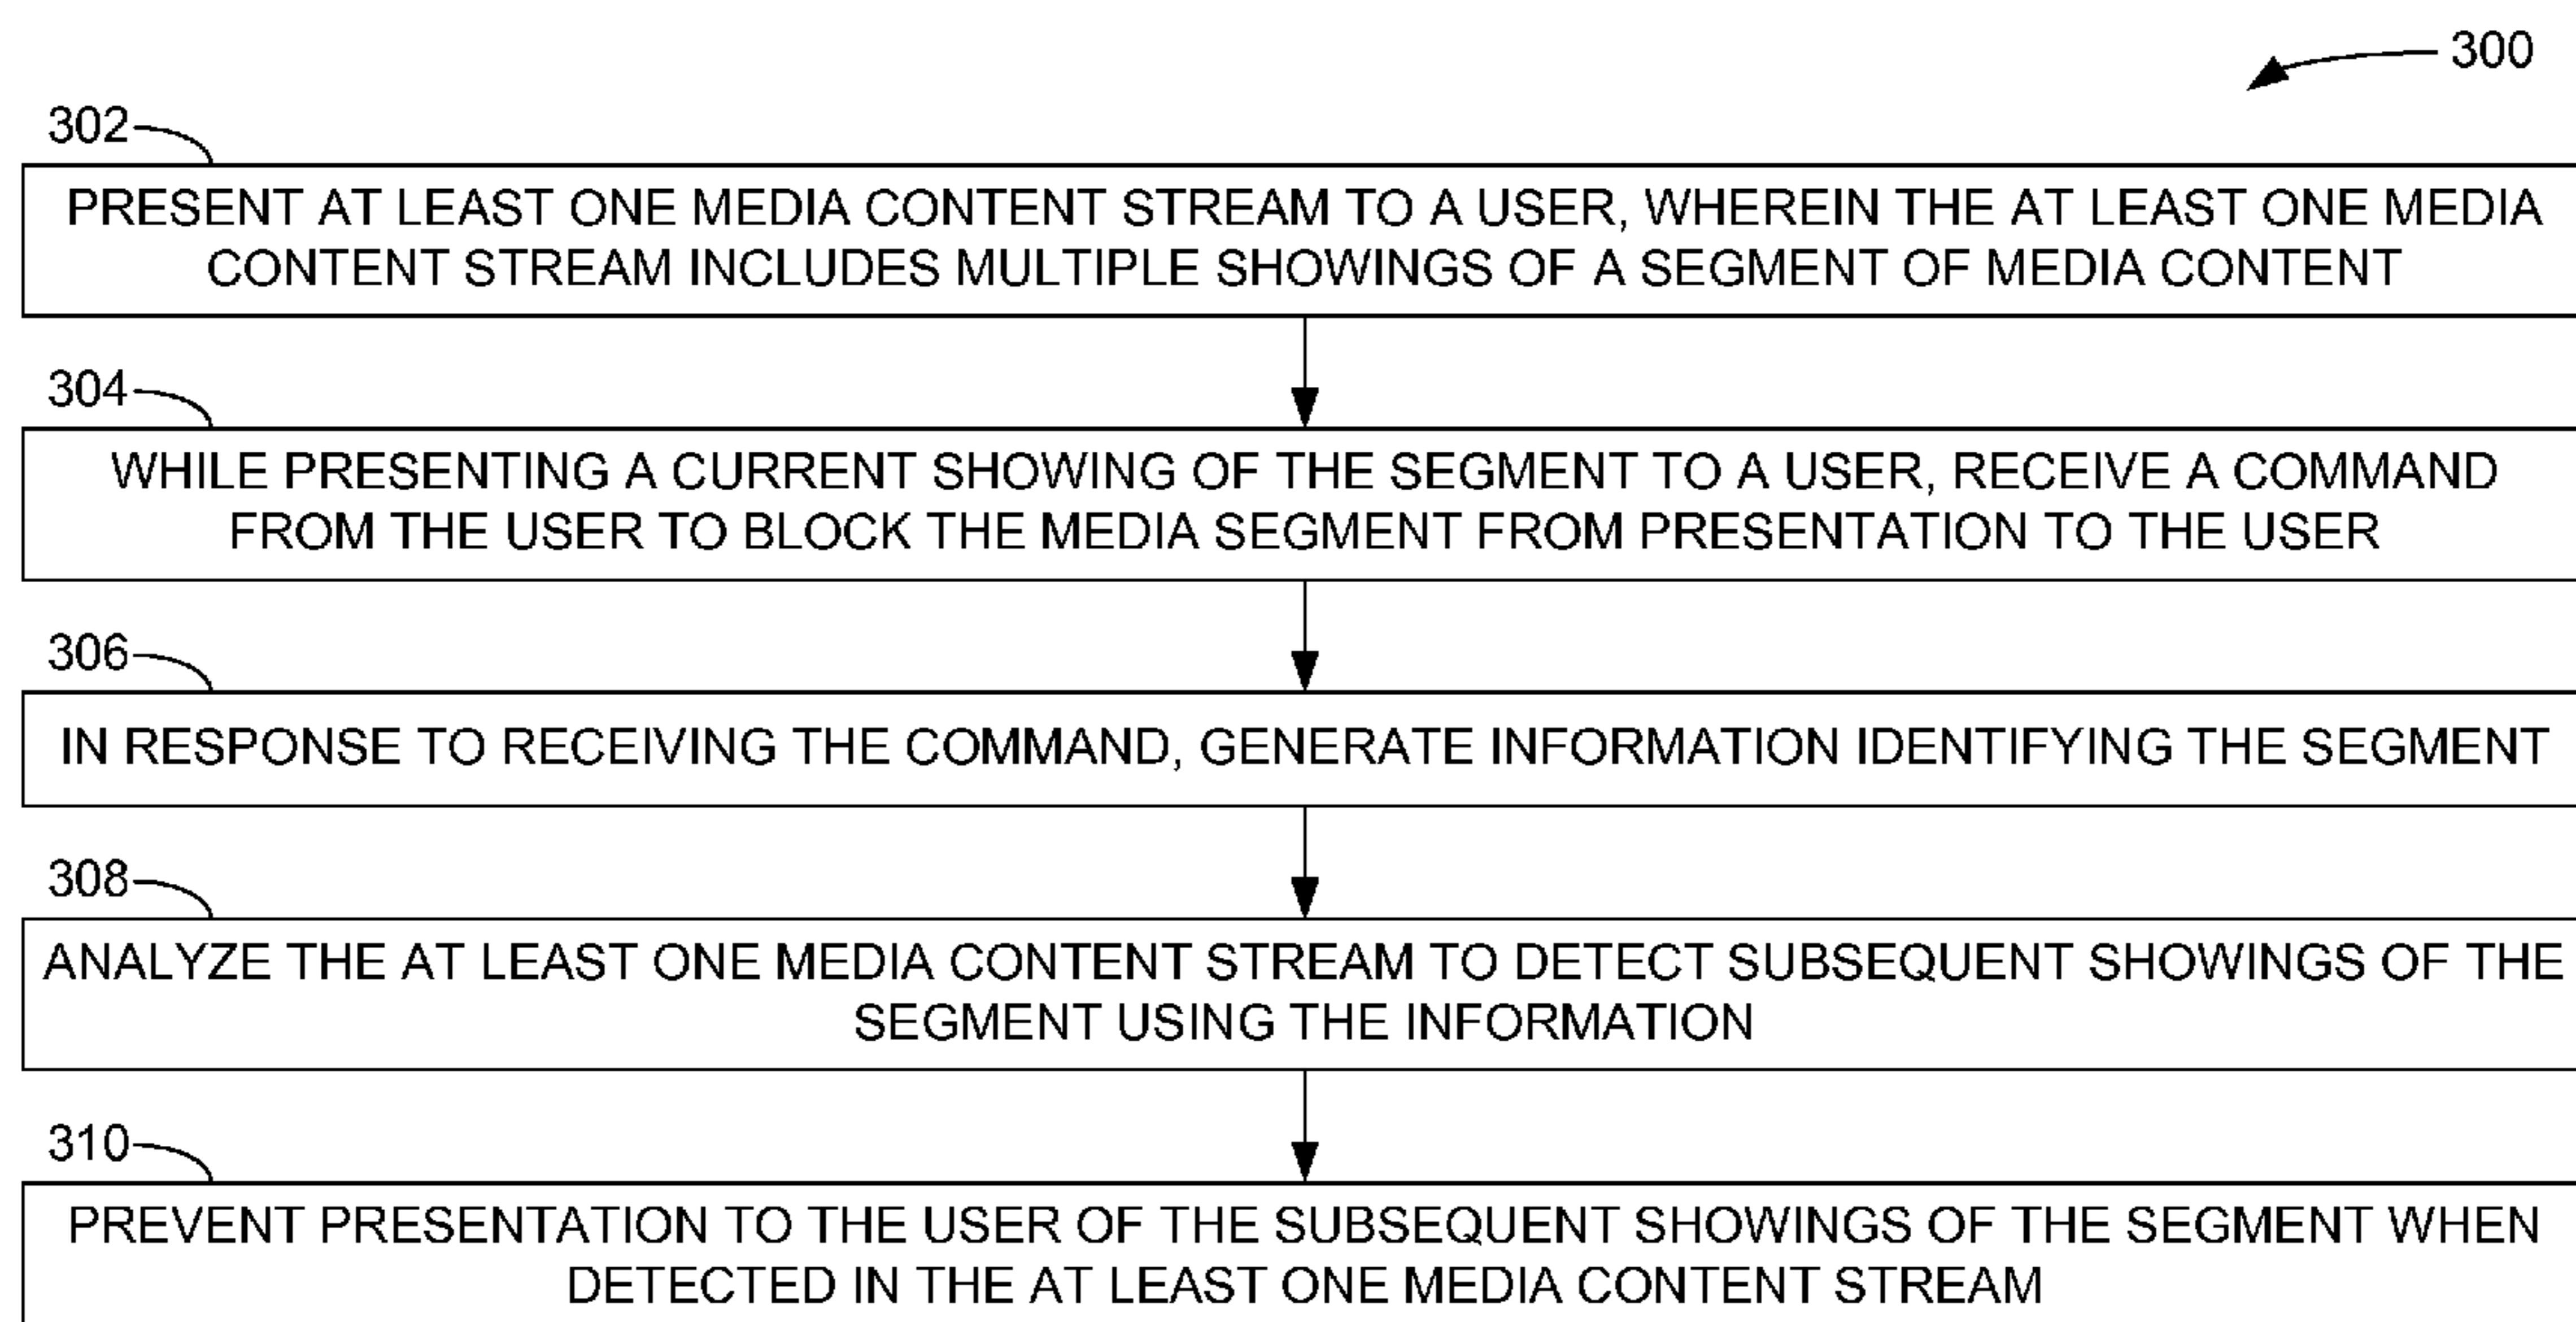 300
302
PRESENT AT LEAST ONE MEDIA CONTENT STREAM TO A USER, WHEREIN THE AT LEAST ONE MEDIA
CONTENT STREAM INCLUDES MULTIPLE SHOWINGS OF A SEGMENT OF MEDIA CONTENT
304
WHILE PRESENTING A CURRENT SHOWING OF THE SEGMENT TO A USER, RECEIVE A COMMAND
FROM THE USER TO BLOCK THE MEDIA SEGMENT FROM PRESENTATION TO THE USER
306
IN RESPONSE TO RECEIVING THE COMMAND, GENERATE INFORMATION IDENTIFYING THE SEGMENT
308
ANALYZE THE AT LEAST ONE MEDIA CONTENT STREAM TO DETECT SUBSEQUENT SHOWINGS OF THE
SEGMENT USING THE INFORMATION
310
PREVENT PRESENTATION TO THE USER OF THE SUBSEQUENT SHOWINGS OF THE SEGMENT WHEN
DETECTED IN THE AT LEAST ONE MEDIA CONTENT STREAM